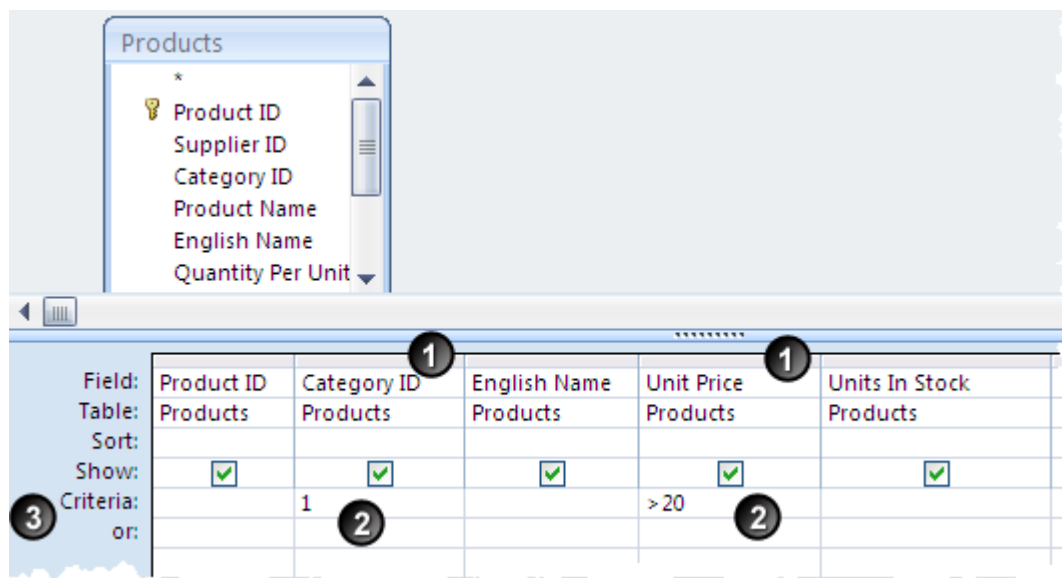 Products
*
Product ID
Supplier ID
Category ID
Product Name
English Name
Quantity Per Unit
1 1
Field: Product ID Category ID English Name Unit Price Units In Stock
Table: Products Products Products Products Products
Sort:
Show:
3 Criteria: 1 2 >20 2
or: